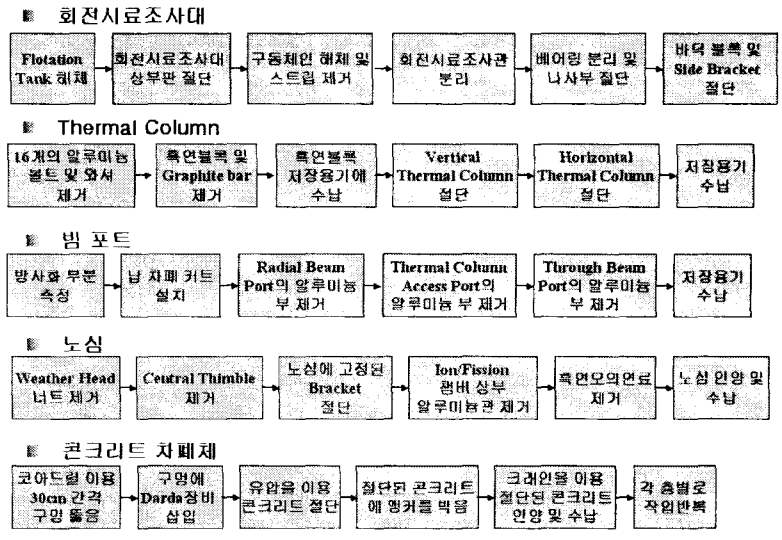 회전시료조사대
Flotation
Tank 해체
회전시료조사대
상부판 절단
구동체인 해체 및
스트립 제거
회전시료조사관
분리
베어링 분리 및
나사부 절단
바닥 블록 및
Side Bracket
절단
Thermal Column
16개의 알루미늄
볼트 및 와셔
제거
흑연블록 및
Graphite bar
제거
흑연블록
저장용기에
수납
Vertical
Thermal Column
절단
Horizontal
Thermal Column
절단
저장용기
수납
빔 포트
방사화 부분
측정
납 차폐 커트
설치
Radial Beam
Port의 알루미늄
부 제거
Thermal Column
Access Port의
알루미늄 부 제거
Through Beam
Port의 알루미늄
부 제거
저장용기
수납
노심
Weather Head
너트 제거
Central Thimble
제거
노심에 고정된
Bracket
절단
Ion/Fission
챔버 상부
알루미늄관 제거
흑연모의연료
제거
노심 인양 및
수납
콘크리트 차폐체
코아드릴 이용
30cm 간격
구멍 뚫음
구멍에
Darda장비
삽입
유압을 이용
콘크리트 절단
절단된 콘크리트
에 앵커를 박음
크래인을 이용
절단된 콘크리트
인양 및 수납
각 층별로
작업반복